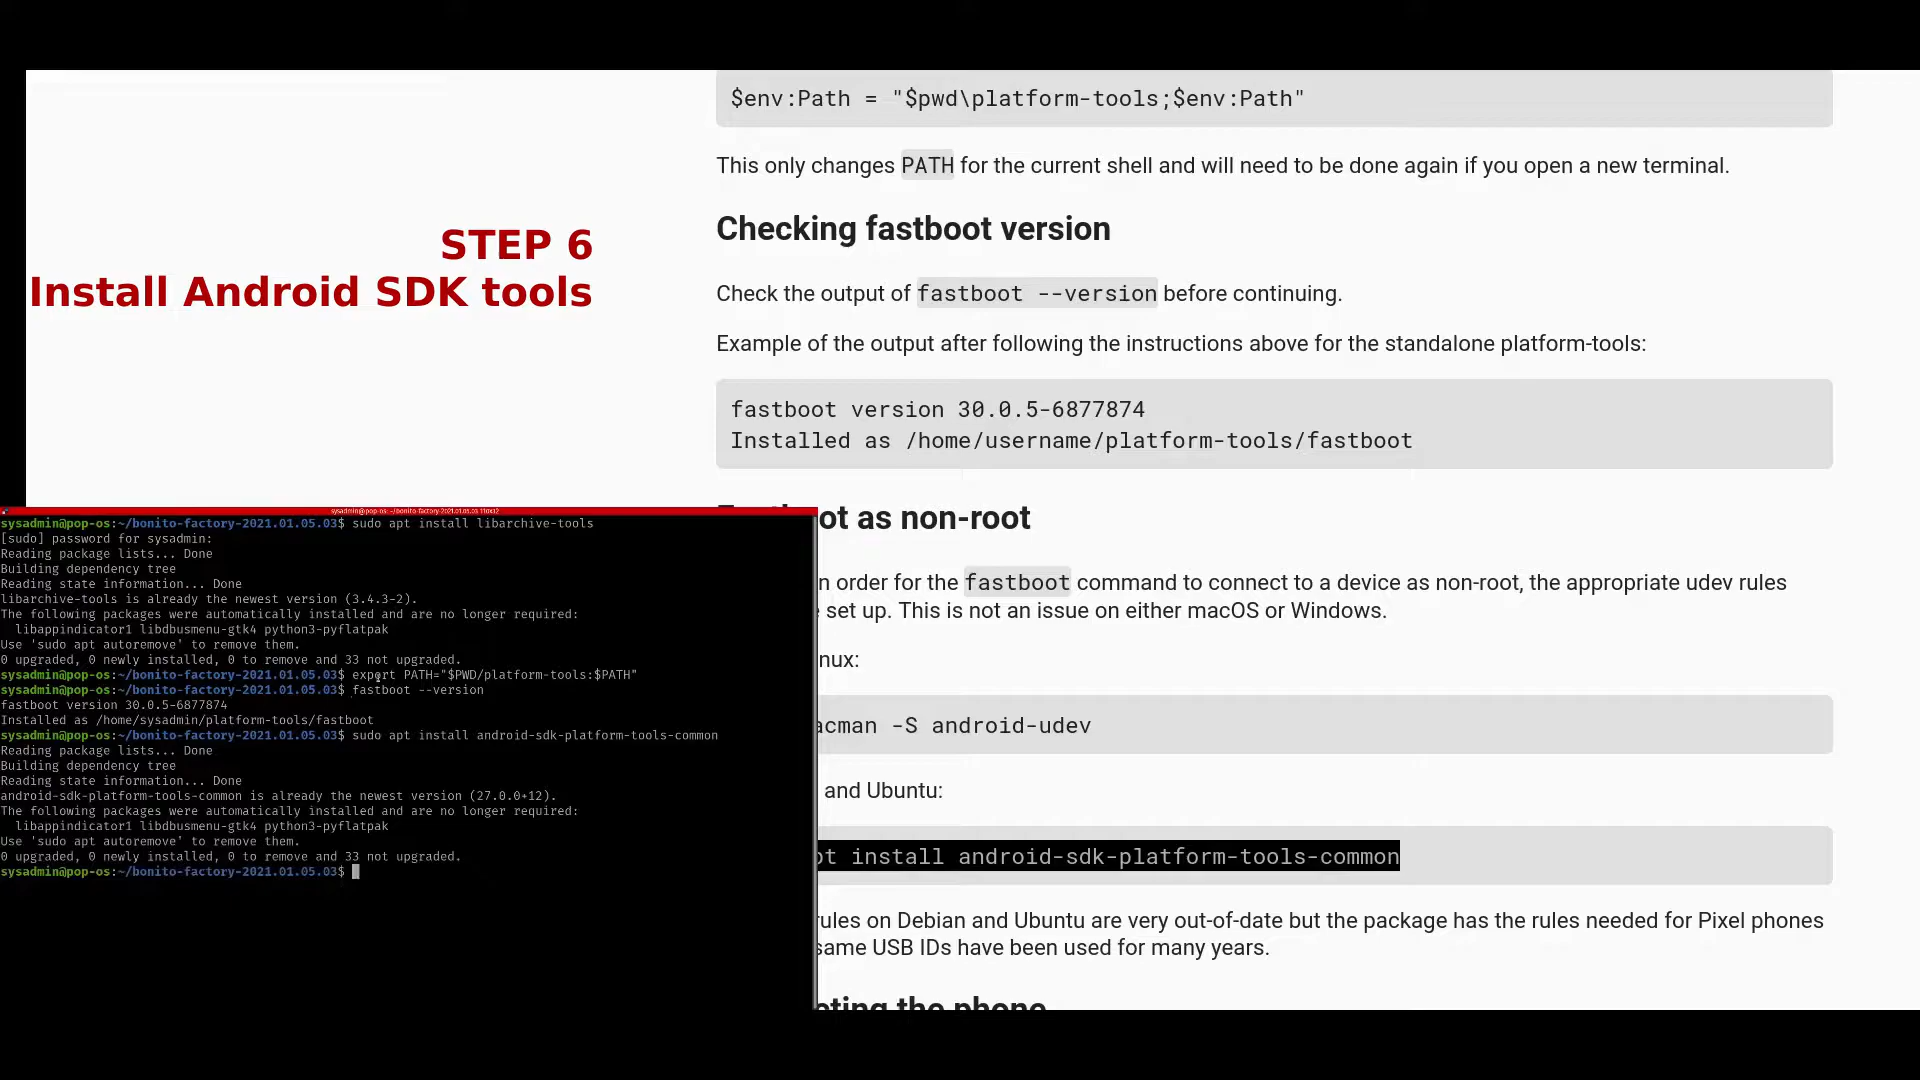 $env:Path = "$pwd\platform-tools;$env:Path"
This only changes PATH for the current shell and will need to be done again if you open a new terminal.
Checking fastboot version
Check the output of fastboot --version before continuing.
Example of the output after following the instructions above for the standalone platform-tools:
fastboot version 30.0.5-6877874
Installed as /home/username/platform-tools/fastboot
oot as non-root
n order for the fastboot command to connect to a device as non-root, the appropriate udev rules
set up. This is not an issue on either macOS or Windows.
nux:
acman -S android-udev
and Ubuntu:
pt install android-sdk-platform-tools-common
rules on Debian and Ubuntu are very out-of-date but the package has the rules needed for Pixel phones
same USB IDs have been used for many years.
oting the phone
STEP 6
Install Android SDK tools
sysadmin@pop-os: ~/bonito-factory-2021.01.05.03 110x32
sysadmin@pop-os:~/bonito-factory-2021.01.05.03$ sudo apt install libarchive-tools
[sudo] password for sysadmin:
Reading package lists... Done
Building dependency tree
Reading state information... Done
libarchive-tools is already the newest version (3.4.3-2).
The following packages were automatically installed and are no longer required:
libappindicator1 libdbusmenu-gtk4 python3-pyflatpak
Use 'sudo apt autoremove' to remove them.
0 upgraded, 0 newly installed, 0 to remove and 33 not upgraded.
sysadmin@pop-os:~/bonito-factory-2021.01.05.03$ export PATH="$PWD/platform-tools:$PATH"
sysadmin@pop-os:~/bonito-factory-2021.01.05.03$ fastboot --version
fastboot version 30.0.5-6877874
Installed as /home/sysadmin/platform-tools/fastboot
sysadmin@pop-os:~/bonito-factory-2021.01.05.03$ sudo apt install android-sdk-platform-tools-common
Reading package lists... Done
Building dependency tree
Reading state information... Done
android-sdk-platform-tools-common is already the newest version (27.0.0+12).
The following packages were automatically installed and are no longer required:
libappindicator1 libdbusmenu-gtk4 python3-pyflatpak
Use 'sudo apt autoremove' to remove them.
0 upgraded, 0 newly installed, 0 to remove and 33 not upgraded.
sysadmin@pop-os:~/bonito-factory-2021.01.05.03$